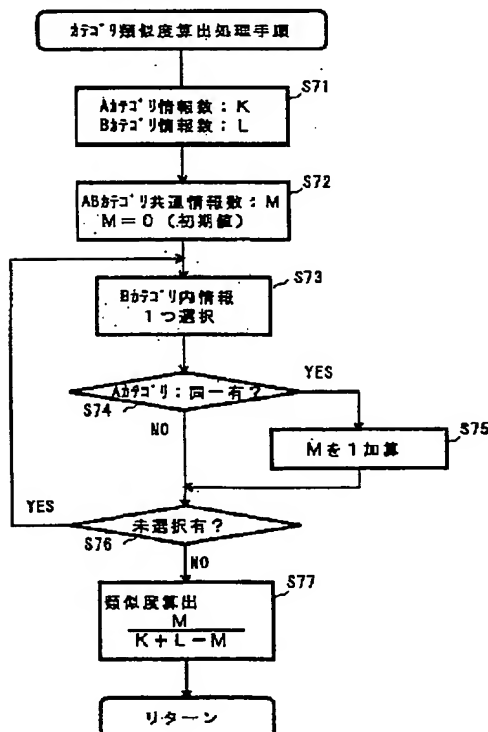 カテゴリ類似度算出処理手順
S71
Aカテゴリ情報数:K
Bカテゴリ情報数:L
S72
ABカテゴリ共通情報数:M
M=0(初期値)
S73
Bカテゴリ内情報
1つ選択
Aカテゴリ:同一有?
YES
S74
NO
S75
Mを1加算
YES
未選択有?
S76
NO
S77
類似度算出
M
K+L-M
リターン